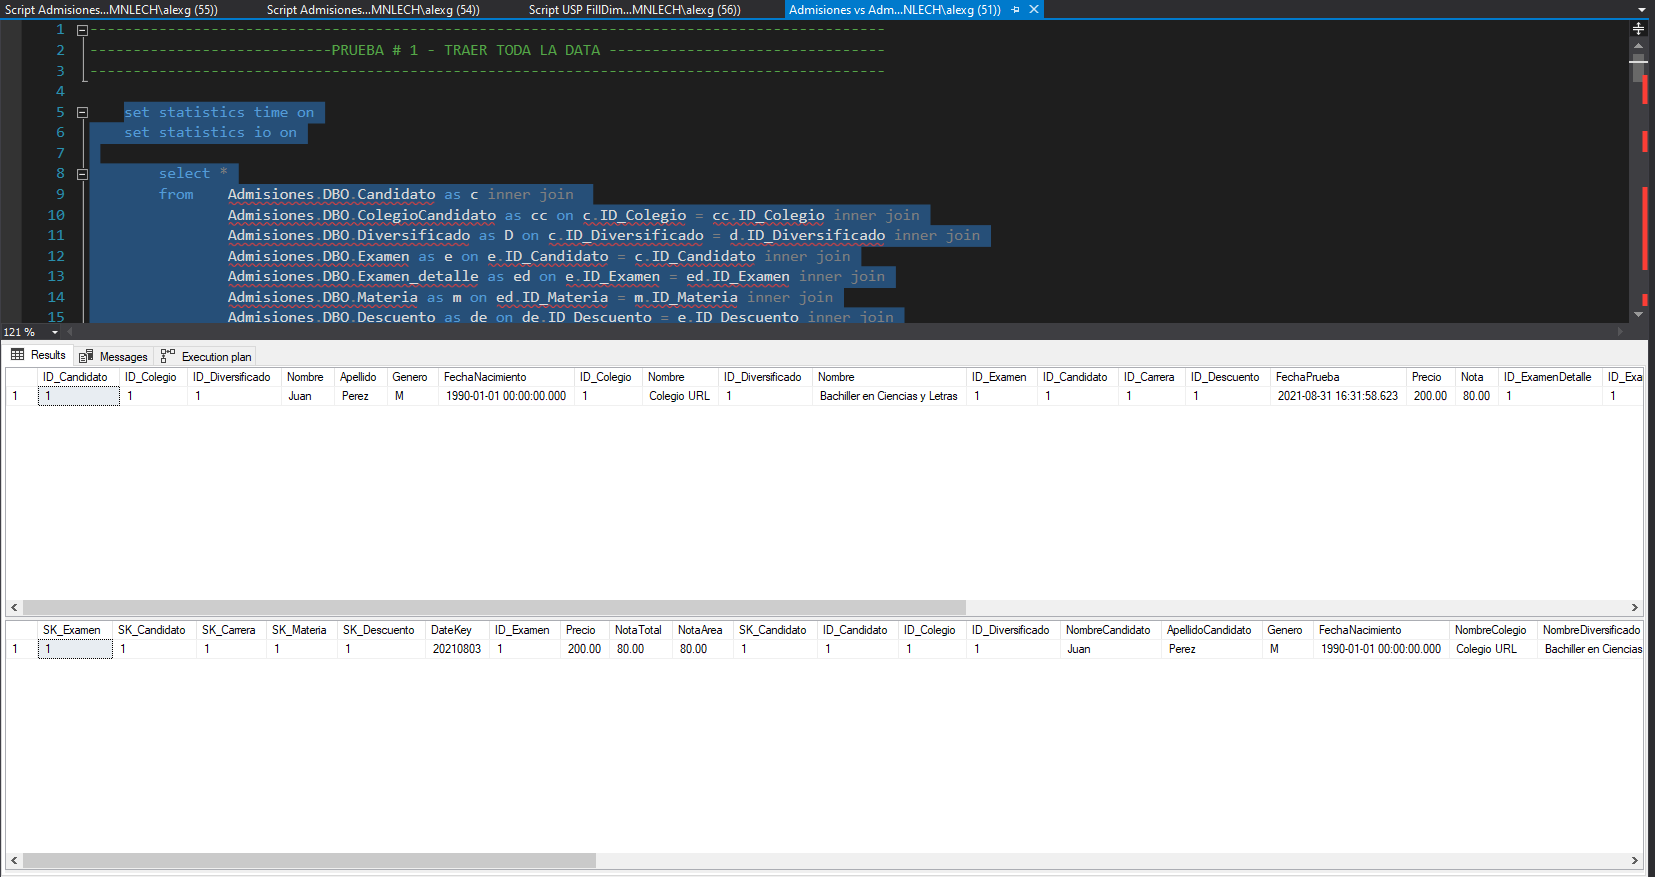 Script Admisiones...MNLECH\alexg (55)) Script Admisiones...MNLECH\alexg (54)) Script USP FillDim...MNLECH\alexg (56)) Admisiones vs Adm...NLECH\alexg (51))
1 --------------------------------------------------------------------------------------------
2 ----------------------------PRUEBA # 1 - TRAER TODA LA DATA --------------------------------
3 --------------------------------------------------------------------------------------------
4
5 set statistics time on
6 set statistics io on
7
8 select *
9 from Admisiones.DBO.Candidato as c inner join
10 Admisiones.DBO.ColegioCandidato as cc on c.ID_Colegio = cc.ID_Colegio inner join
11 Admisiones.DBO.Diversificado as D on c.ID_Diversificado = d.ID_Diversificado inner join
12 Admisiones.DBO.Examen as e on e.ID_Candidato = c.ID_Candidato inner join
13 Admisiones.DBO.Examen_detalle as ed on e.ID_Examen = ed.ID_Examen inner join
14 Admisiones.DBO.Materia as m on ed.ID_Materia = m.ID_Materia inner join
15 Admisiones.DBO.Descuento as de on de.ID_Descuento = e.ID_Descuento inner join
121 %
Results Messages Execution plan
ID_Candidato ID_Colegio ID_Diversificado Nombre Apellido Genero FechaNacimiento ID_Colegio Nombre ID_Diversificado Nombre ID_Examen ID_Candidato ID_Carrera ID_Descuento FechaPrueba Precio Nota ID_ExamenDetalle ID_Exa
1 1 1 1 Juan Perez M 1990-01-01 00:00:00.000 1 Colegio URL 1 Bachiller en Ciencias y Letras 1 1 1 1 2021-08-31 16:31:58.623 200.00 80.00 1 1
SK_Examen SK_Candidato SK_Carrera SK_Materia SK_Descuento DateKey ID_Examen Precio NotaTotal NotaArea SK_Candidato ID_Candidato ID_Colegio ID_Diversificado NombreCandidato ApellidoCandidato Genero FechaNacimiento NombreColegio NombreDiversificado
1 1 1 1 1 1 20210803 1 200.00 80.00 80.00 1 1 1 1 Juan Perez M 1990-01-01 00:00:00.000 Colegio URL Bachiller en Ciencias